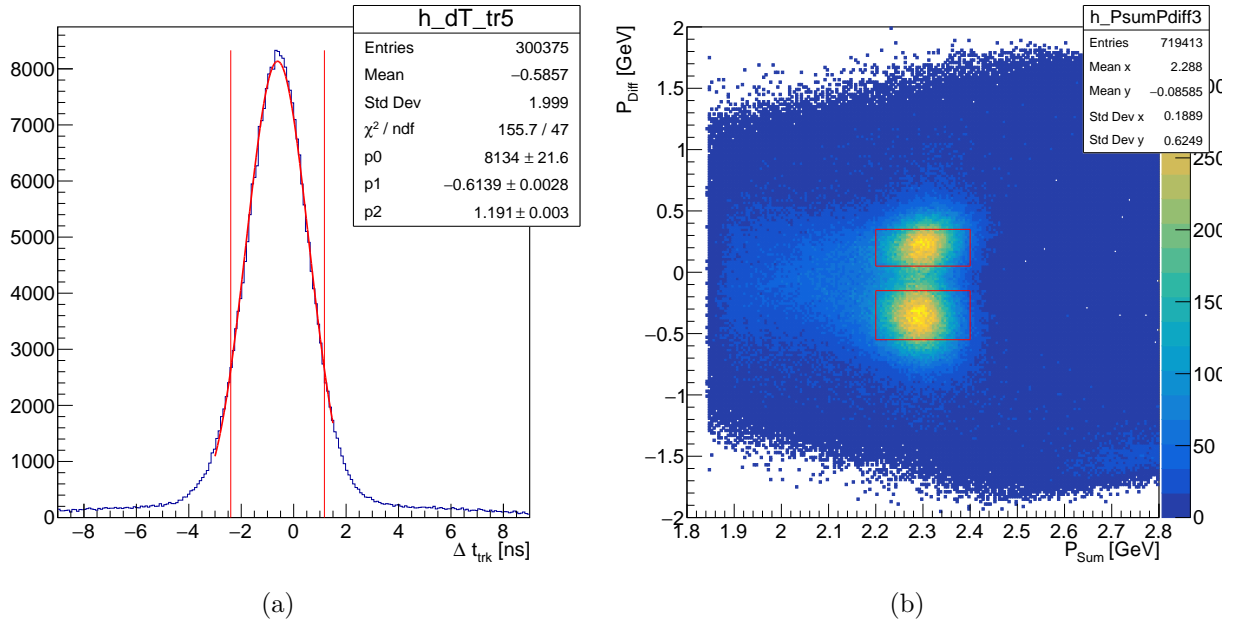 h_dT_tr5
Entries 300375
Mean −0.5857
Std Dev 1.999
χ² / ndf 155.7 / 47
p0 8134 ± 21.6
p1 −0.6139 ± 0.0028
p2 1.191 ± 0.003
8000
7000
6000
5000
4000
3000
2000
1000
0
−8 −6 −4 −2 0 2 4 6 8
Δ t_trk [ns]
(a)
h_PsumPdiff3
Entries 719413
Mean x 2.288
Mean y −0.08585
Std Dev x 0.1889
Std Dev y 0.6249
P_Diff [GeV]
2
1.5
1
0.5
0
−0.5
−1
−1.5
−2
1.8 1.9 2 2.1 2.2 2.3 2.4 2.5 2.6 2.7 2.8
P_Sum [GeV]
250
200
150
100
50
0
(b)